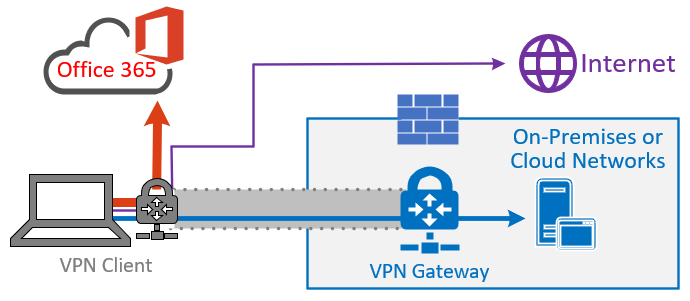 Office 365
Internet
On-Premises or
Cloud Networks
VPN Client
VPN Gateway